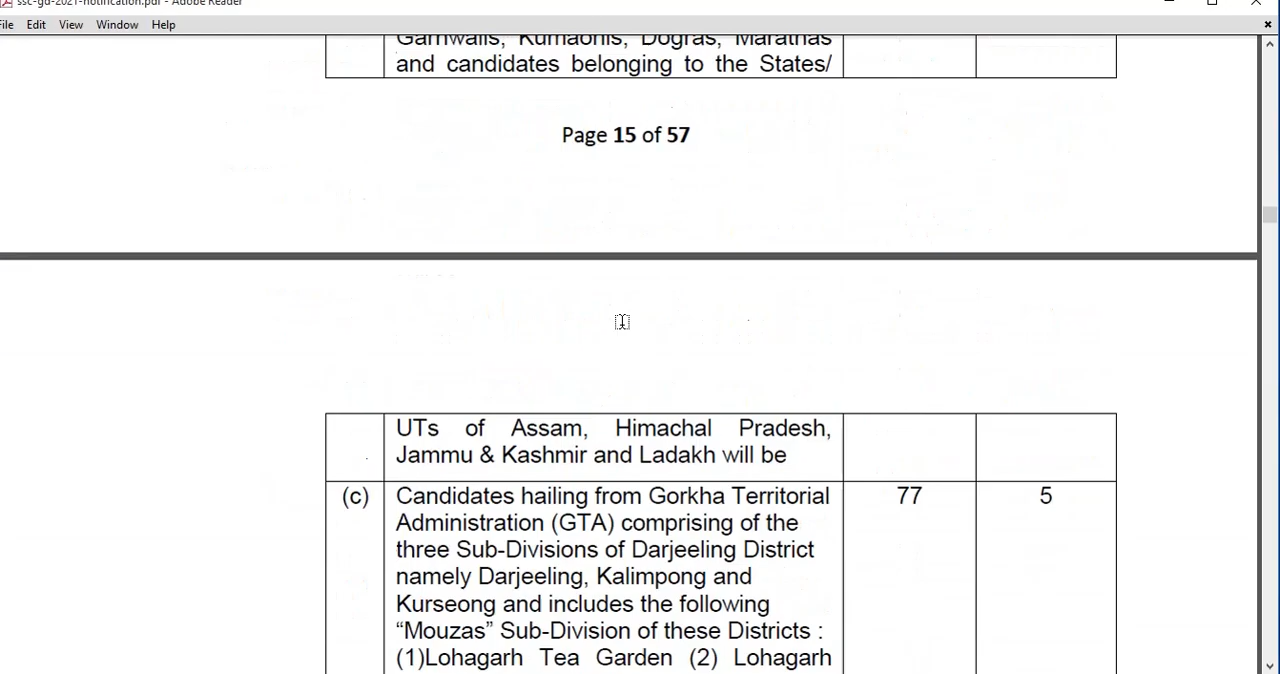 ssc-gd-2021-notification.pdf - Adobe Reader
File Edit View Window Help
Garhwalis, Kumaonis, Dogras, Marathas
and candidates belonging to the States/
Page 15 of 57
UTs of Assam, Himachal Pradesh,
Jammu & Kashmir and Ladakh will be
(c) Candidates hailing from Gorkha Territorial 77 5
Administration (GTA) comprising of the
three Sub-Divisions of Darjeeling District
namely Darjeeling, Kalimpong and
Kurseong and includes the following
“Mouzas” Sub-Division of these Districts :
(1)Lohagarh Tea Garden (2) Lohagarh